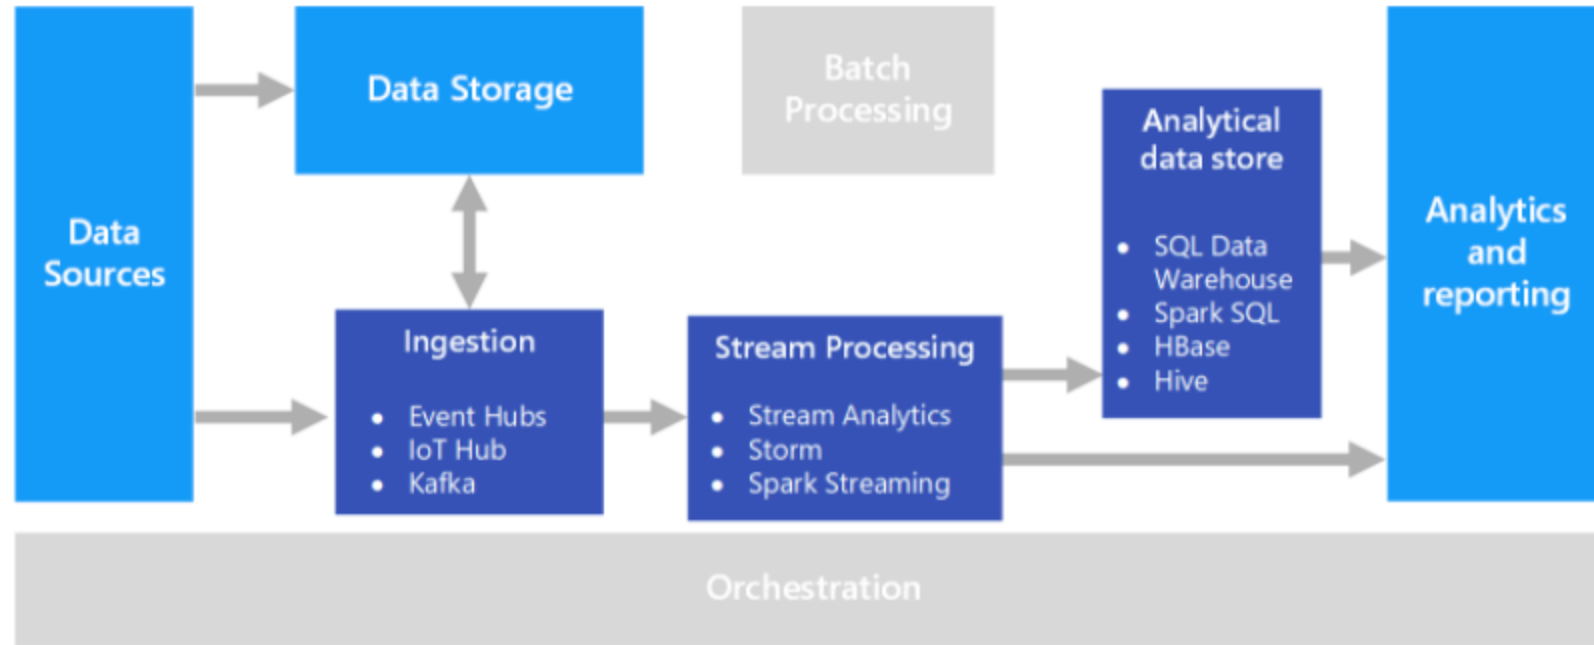 Data
Sources
Data Storage
Batch
Processing
Analytical
data store
• SQL Data
Warehouse
• Spark SQL
• HBase
• Hive
Analytics
and
reporting
Ingestion
• Event Hubs
• IoT Hub
• Kafka
Stream Processing
• Stream Analytics
• Storm
• Spark Streaming
Orchestration